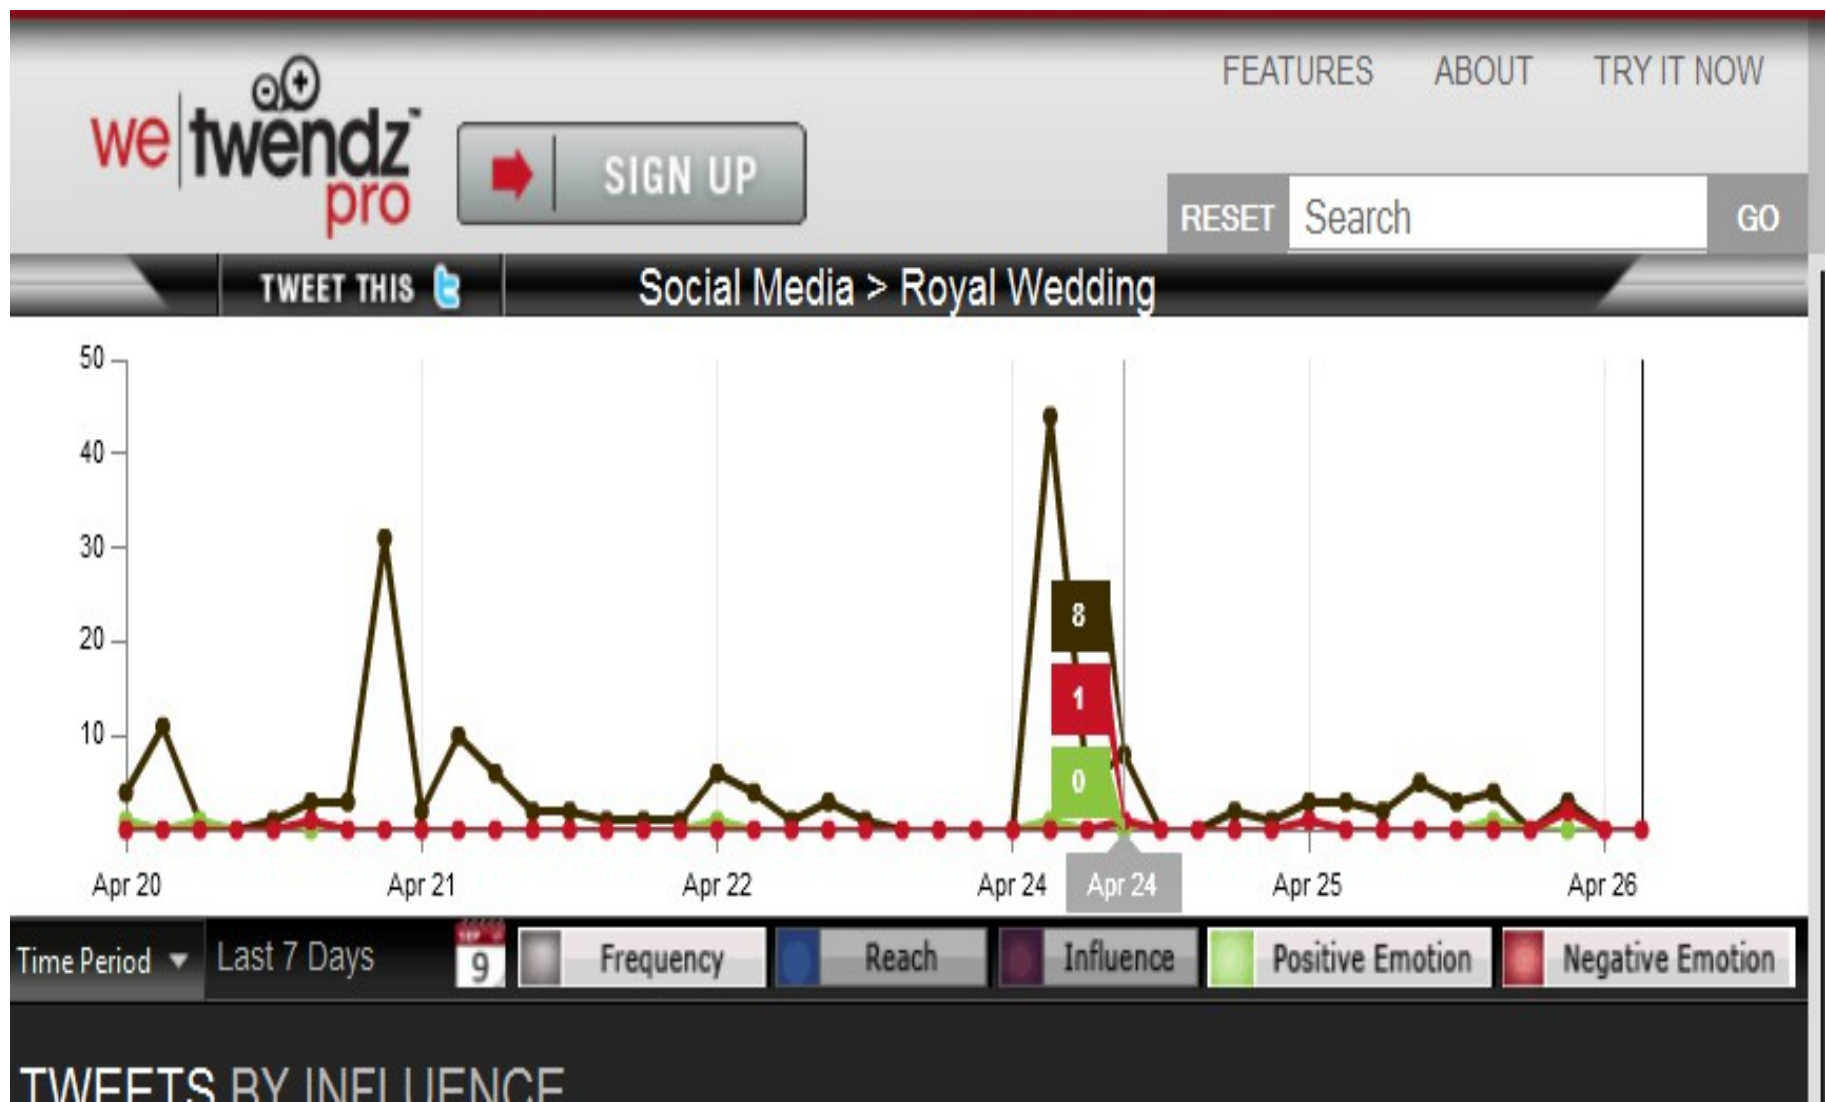 FEATURES ABOUT TRY IT NOW
we twendz™
pro
SIGN UP
RESET Search GO
TWEET THIS Social Media > Royal Wedding
50
40
30
20
10
8
1
0
Apr 20 Apr 21 Apr 22 Apr 24 Apr 24 Apr 25 Apr 26
Time Period Last 7 Days 9 Frequency Reach Influence Positive Emotion Negative Emotion
TWEETS BY INFLUENCE